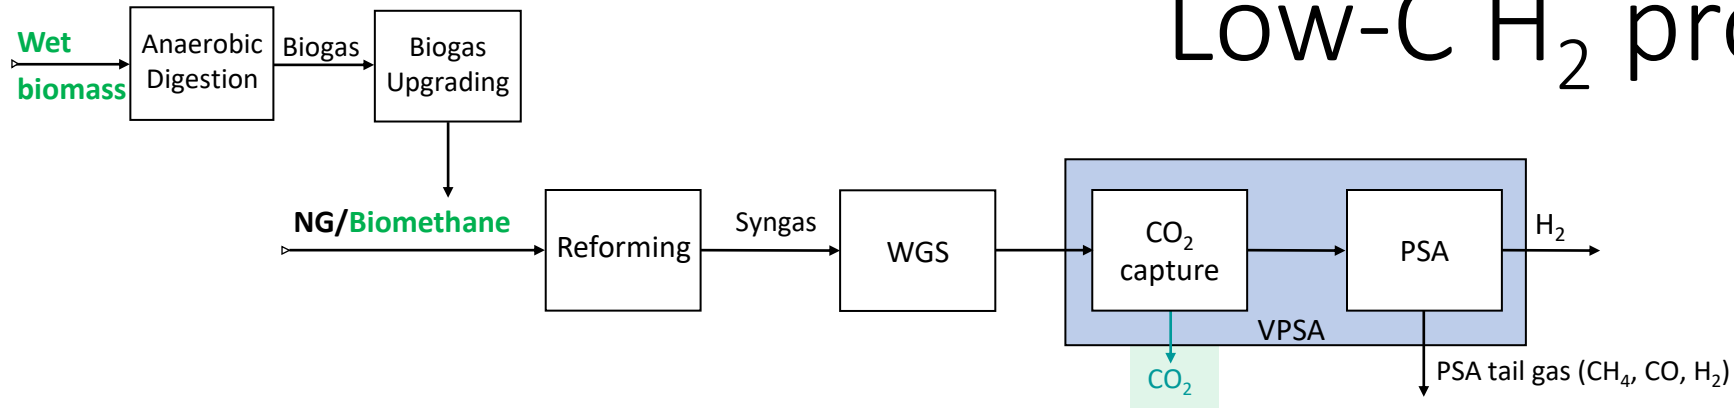 Low-C H₂ pro
Wet
biomass
Anaerobic
Digestion
Biogas
Biogas
Upgrading
NG/Biomethane
Reforming
Syngas
WGS
CO₂
capture
PSA
H₂
VPSA
CO₂
PSA tail gas (CH₄, CO, H₂)